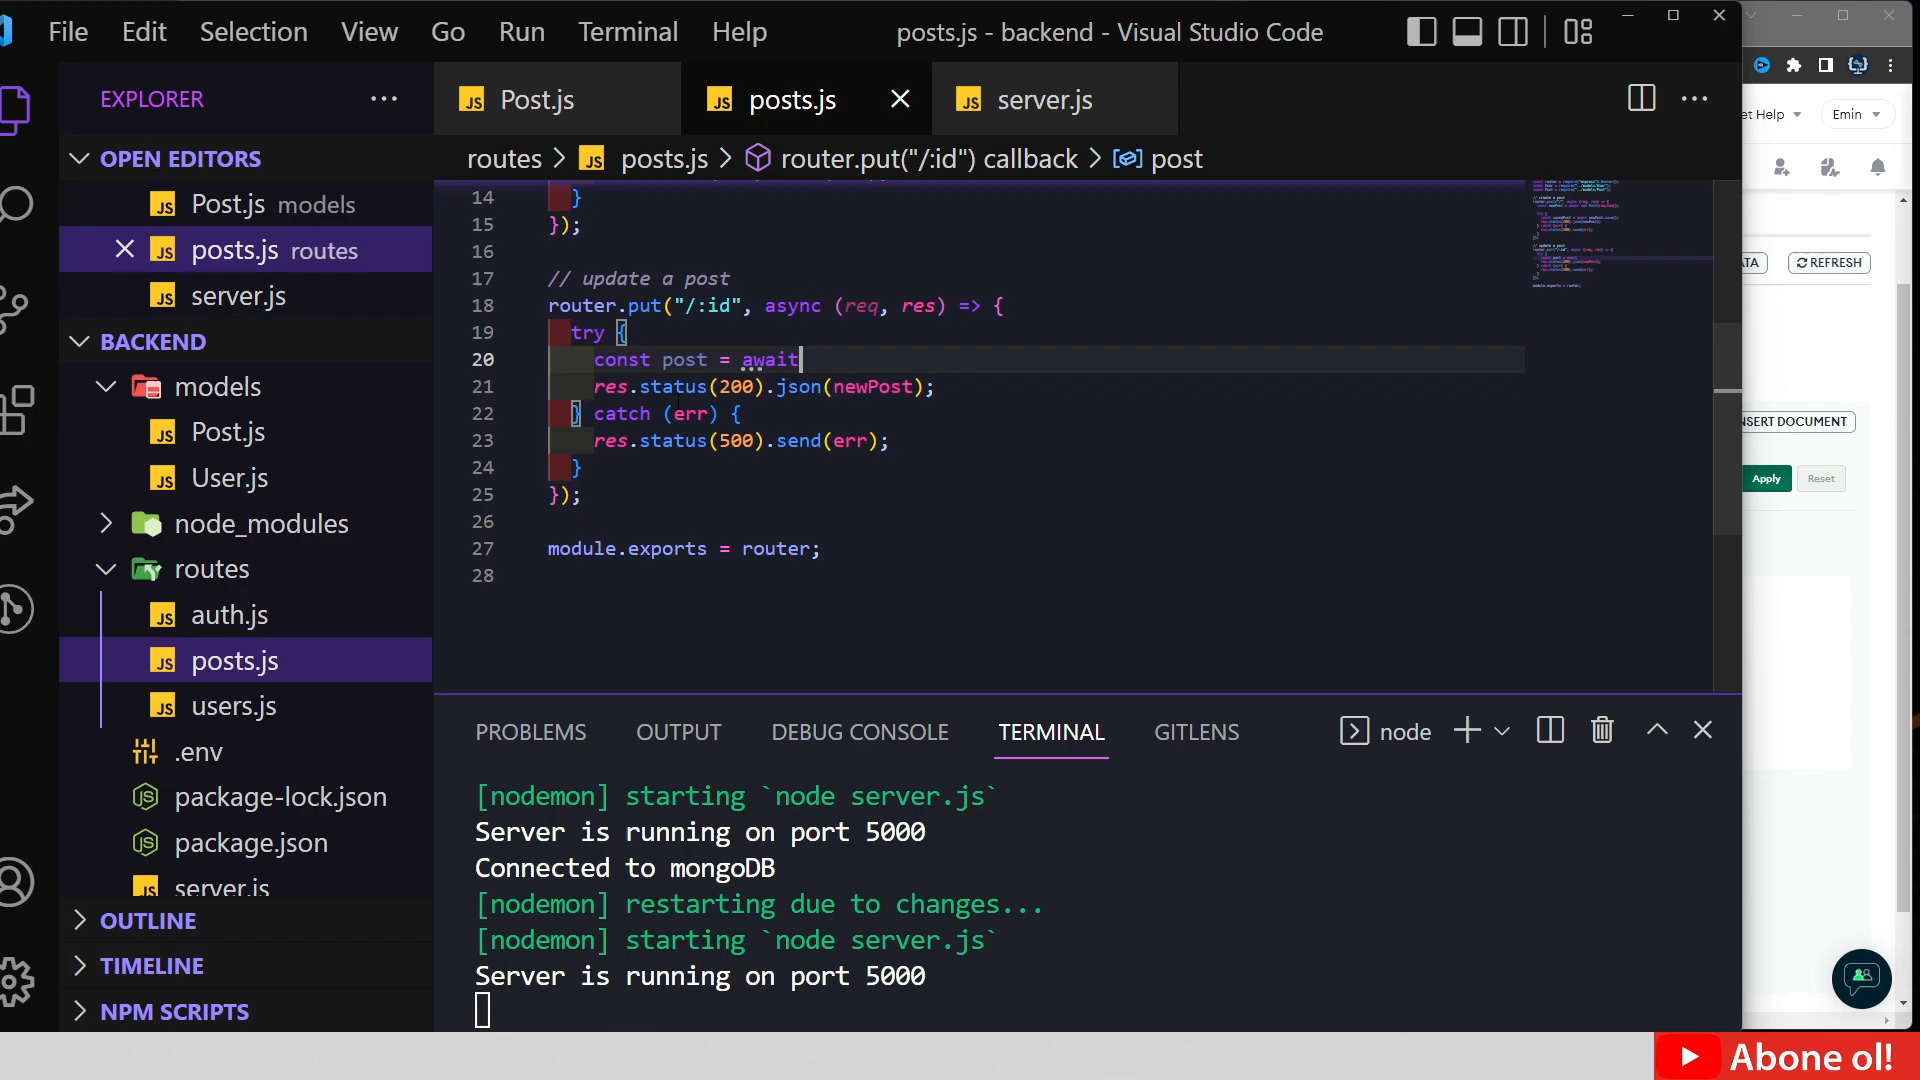 File Edit Selection View Go Run Terminal Help
posts.js - backend - Visual Studio Code
EXPLORER
OPEN EDITORS
Post.js models
posts.js routes
server.js
BACKEND
models
Post.js
User.js
node_modules
routes
auth.js
posts.js
users.js
.env
package-lock.json
package.json
server.js
OUTLINE
TIMELINE
NPM SCRIPTS
Post.js
posts.js
server.js
routes > posts.js > router.put("/:id") callback > post
14 }
15 });
16
17 // update a post
18 router.put("/:id", async (req, res) => {
19 try {
20 const post = await
21 res.status(200).json(newPost);
22 } catch (err) {
23 res.status(500).send(err);
24 }
25 });
26
27 module.exports = router;
28
PROBLEMS OUTPUT DEBUG CONSOLE TERMINAL GITLENS
node
[nodemon] starting `node server.js`
Server is running on port 5000
Connected to mongoDB
[nodemon] restarting due to changes...
[nodemon] starting `node server.js`
Server is running on port 5000
et Help
Emin
ATA
REFRESH
NSERT DOCUMENT
Apply
Reset
Abone ol!